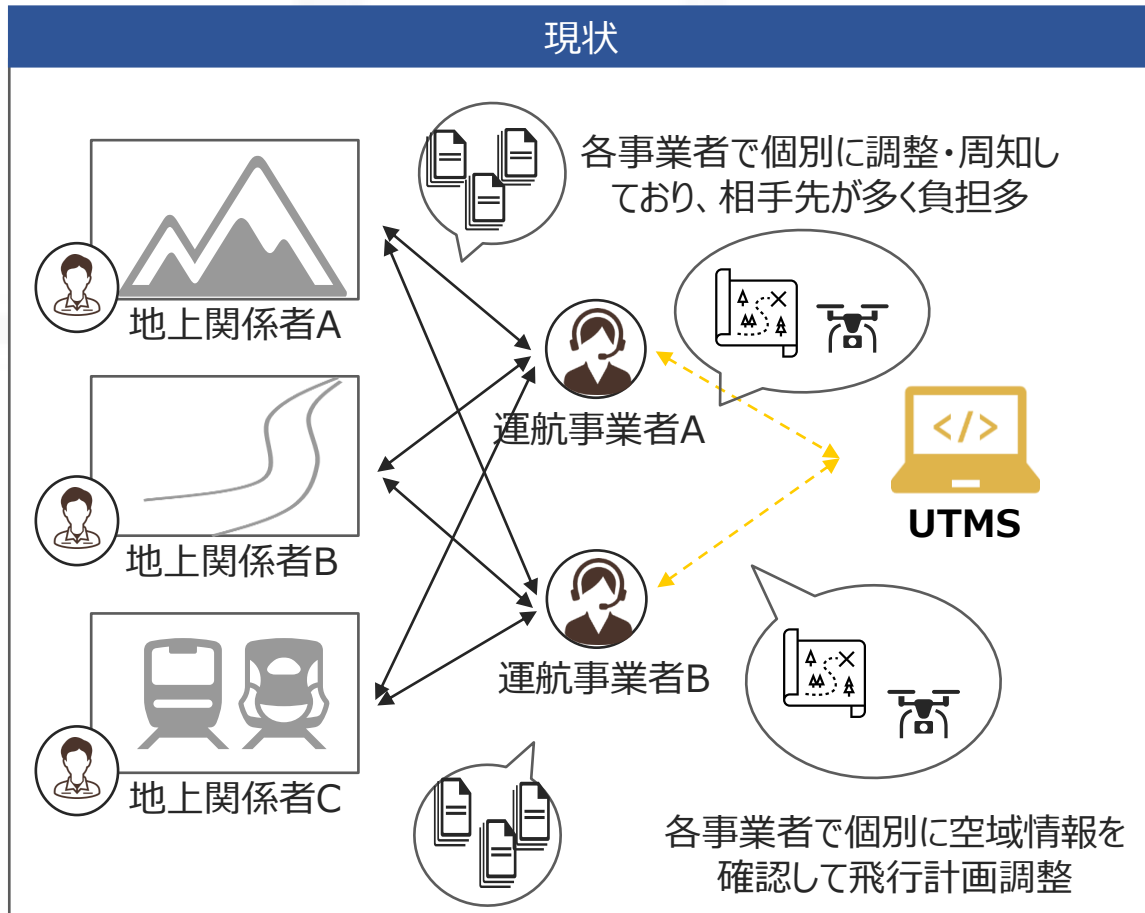 現状
各事業者で個別に調整・周知し
ており、相手先が多く負担多
地上関係者A
運航事業者A
</>
UTMS
地上関係者B
運航事業者B
地上関係者C
各事業者で個別に空域情報を
確認して飛行計画調整